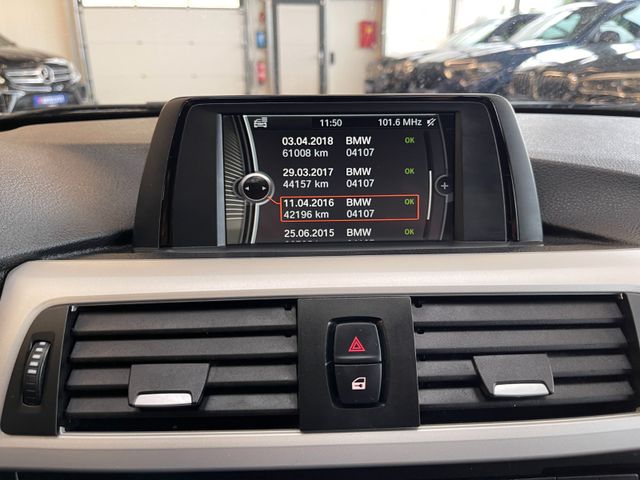 11:50 101.6 MHz
03.04.2018 BMW OK
61008 km 04107
29.03.2017 BMW OK
44157 km 04107
11.04.2016 BMW OK
42196 km 04107
25.06.2015 BMW OK